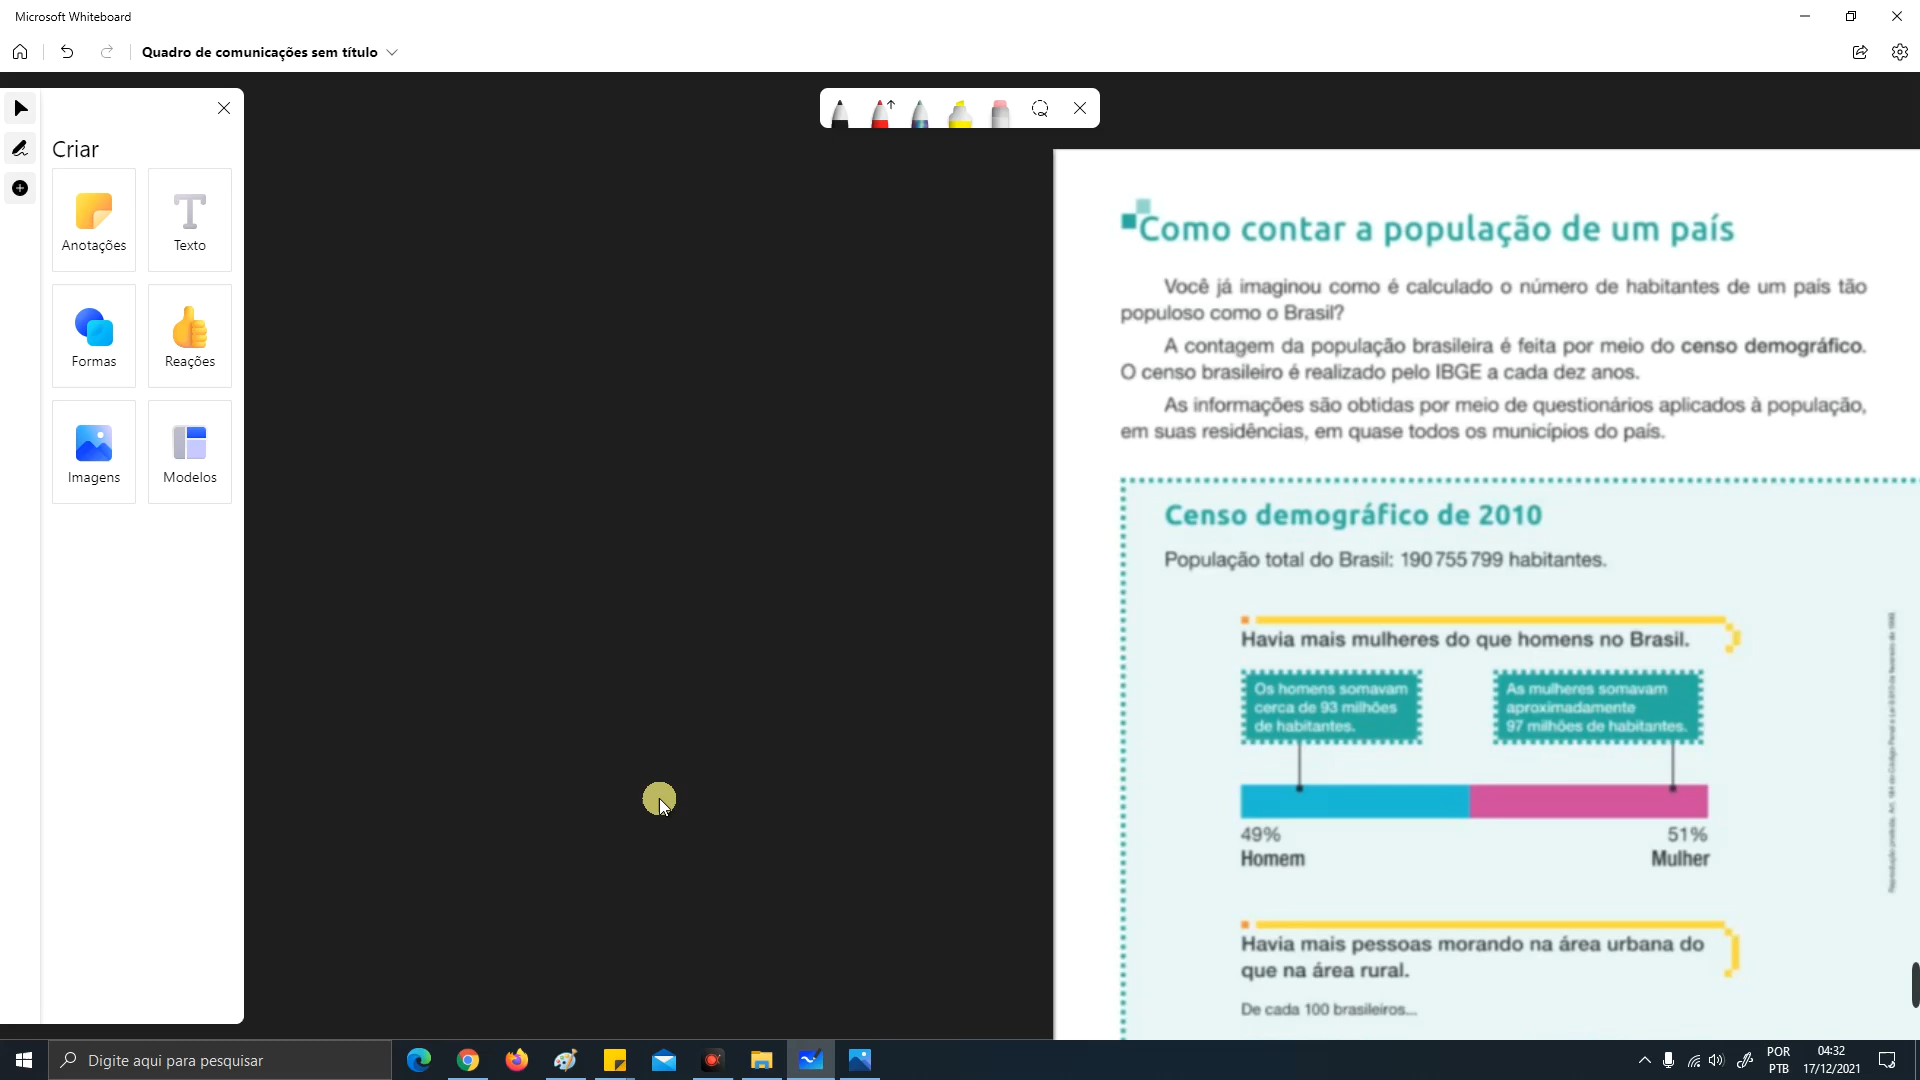 Microsoft Whiteboard
Quadro de comunicações sem título
Criar
Anotações
Texto
Formas
Reações
Imagens
Modelos
Como contar a população de um país
Você já imaginou como é calculado o número de habitantes de um país tão
populoso como o Brasil?
A contagem da população brasileira é feita por meio do censo demográfico.
O censo brasileiro é realizado pelo IBGE a cada dez anos.
As informações são obtidas por meio de questionários aplicados à população,
em suas residências, em quase todos os municípios do país.
Censo demográfico de 2010
População total do Brasil: 190 755 799 habitantes.
Havia mais mulheres do que homens no Brasil.
Os homens somavam
cerca de 93 milhões
de habitantes.
As mulheres somavam
aproximadamente
97 milhões de habitantes.
49%
Homem
51%
Mulher
Havia mais pessoas morando na área urbana do
que na área rural.
De cada 100 brasileiros...
Digite aqui para pesquisar
POR
PTB
04:32
17/12/2021